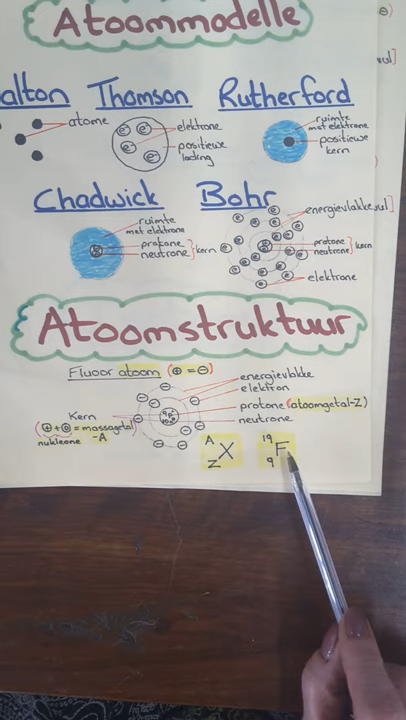 Atoommodelle
alton Thomson Rutherford
atome
e⁻ e⁻
e⁻ e⁻
elektrone
positiewe
lading
ruimte
met elektrone
positiewe
kern
Chadwick Bohr
ruimte
met elektrone
protone
neutrone
kern
energievlakke
protone
neutrone
kern
elektrone
Atoomstruktuur
Fluoor atoom (⊕ = ⊖)
energievlakke
elektron
protone (atoomgetal-Z)
neutrone
Kern
(⊕+⓪ = massagetal
nukleone -A)
A
Z X
19
9 F